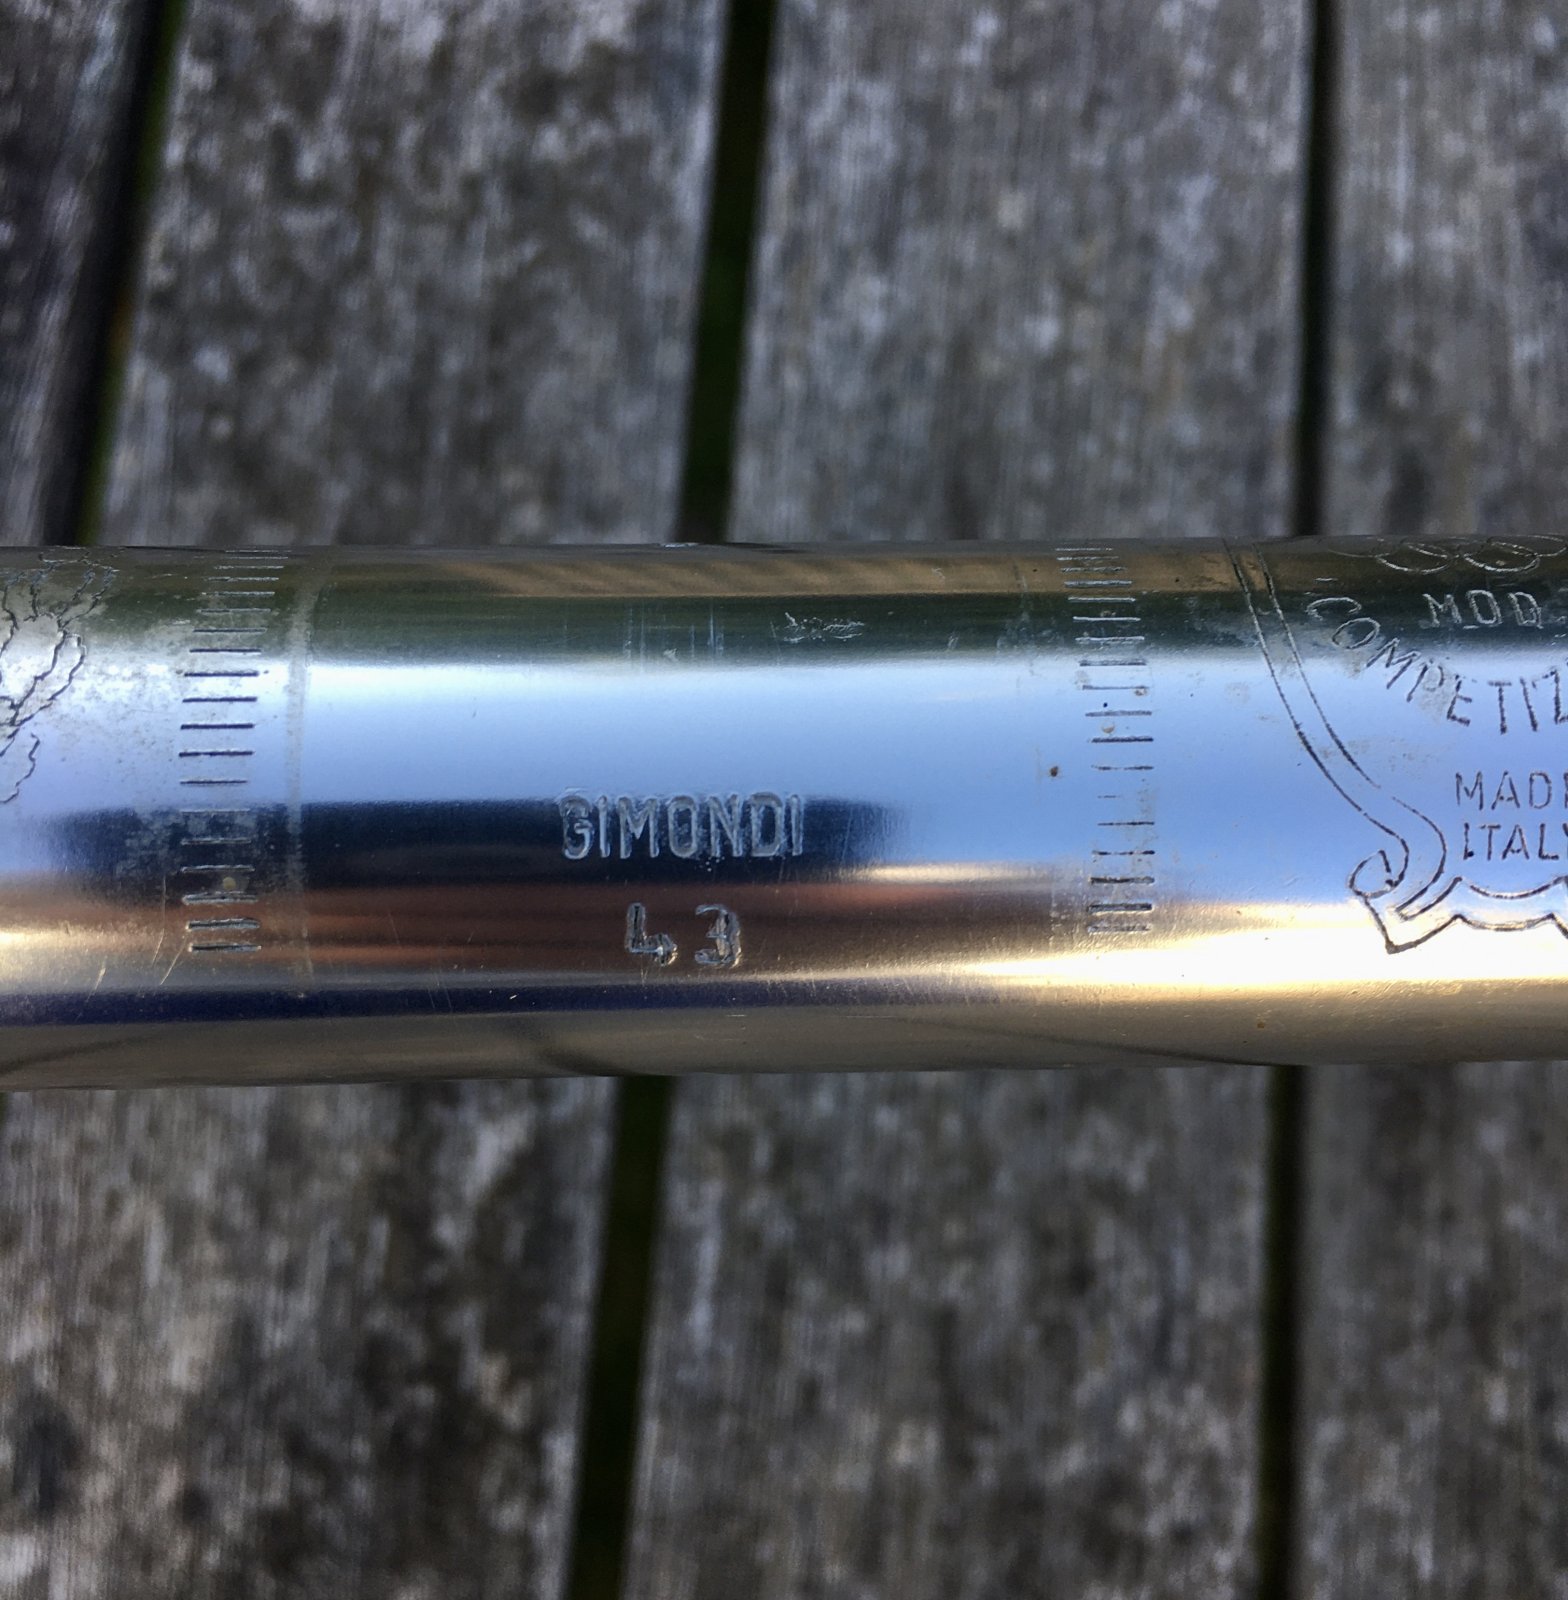 GIMONDI
43
MOD.
"COMPETIZ
MADE
ITALY